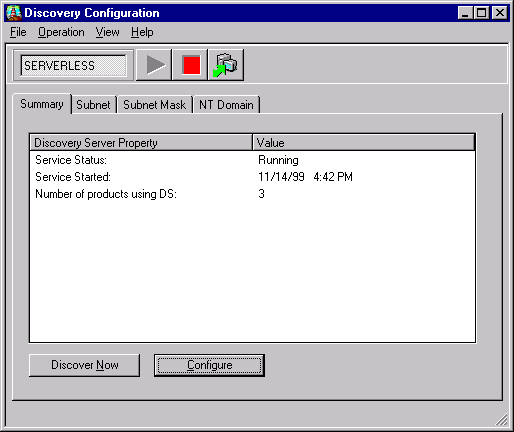 Discovery Configuration
File Operation View Help
SERVERLESS
Summary Subnet Subnet Mask NT Domain
Discovery Server Property Value
Service Status: Running
Service Started: 11/14/99 4:42 PM
Number of products using DS: 3
Discover Now Configure